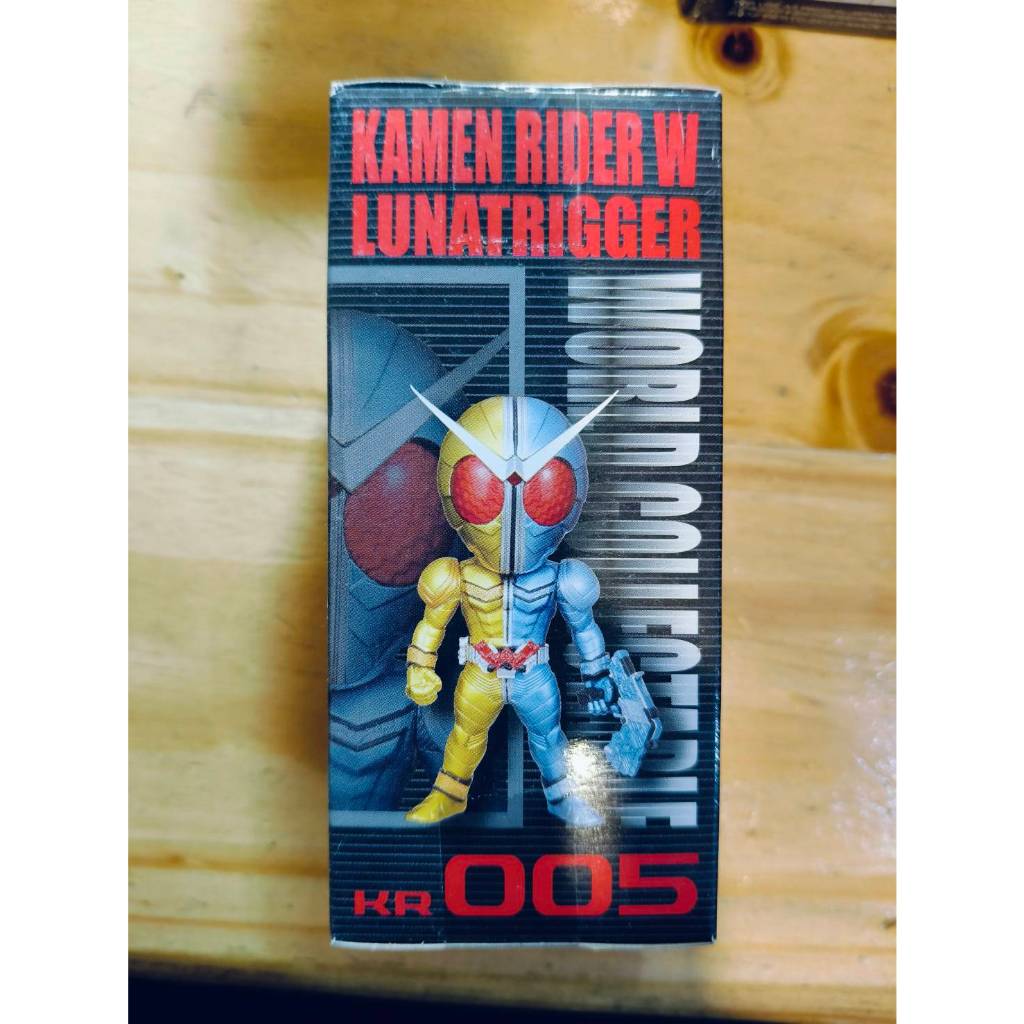 KAMEN RIDER W
LUNATRIGGER
WORLD COLLECTABLE
KR 005